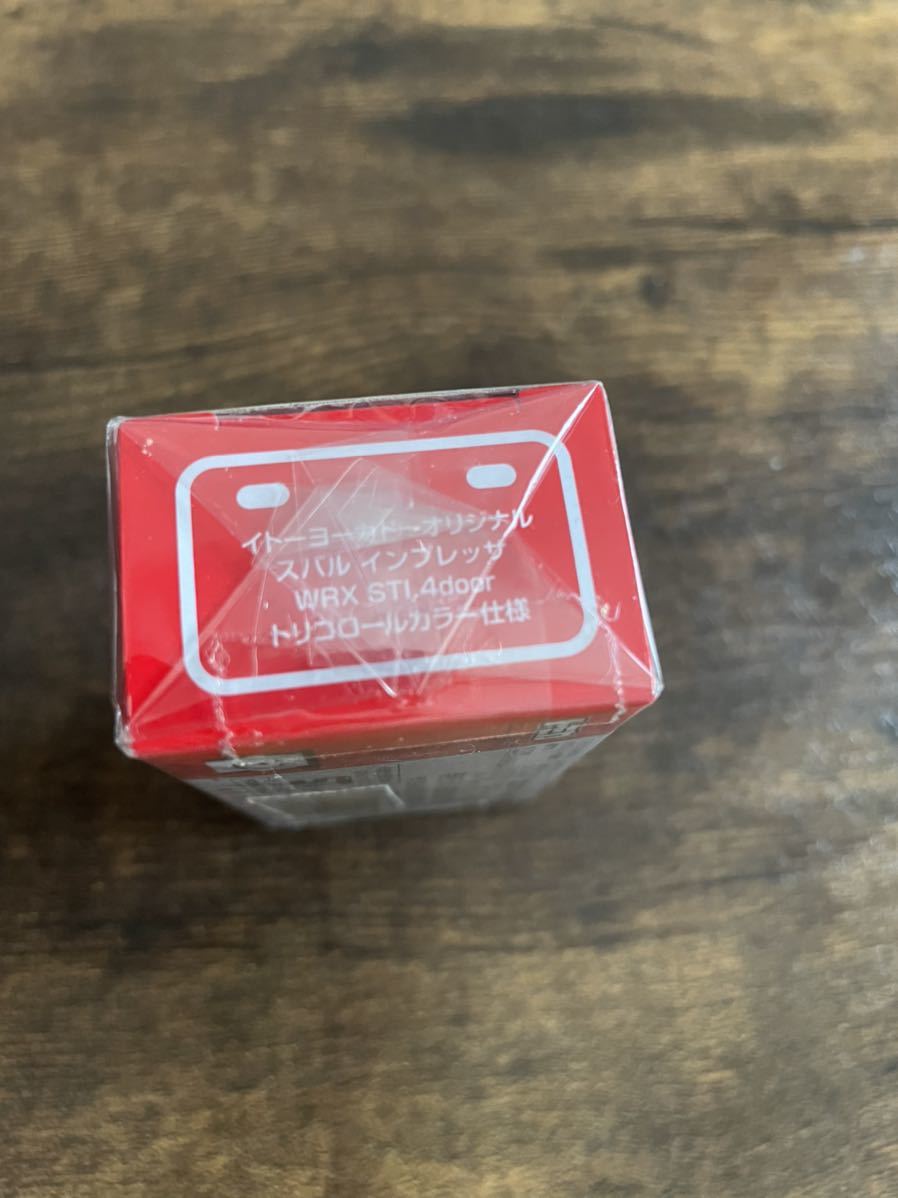 イトーヨーカドー・オリジナル
スバル インプレッサ
WRX STI 4door
トリコロールカラー仕様